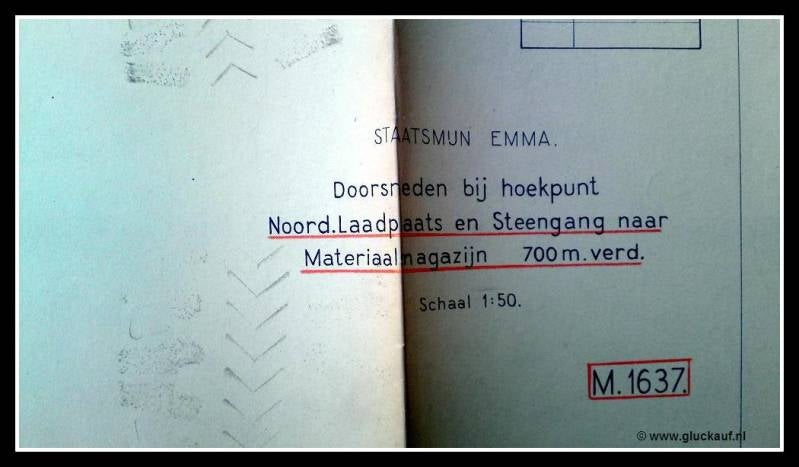 STAATSMIJN EMMA.
Doorsneden bij hoekpunt
Noord.Laadplaats en Steengang naar
Materiaalmagazijn 700 m. verd.
Schaal 1:50.
M. 1637.
© www.gluckauf.nl